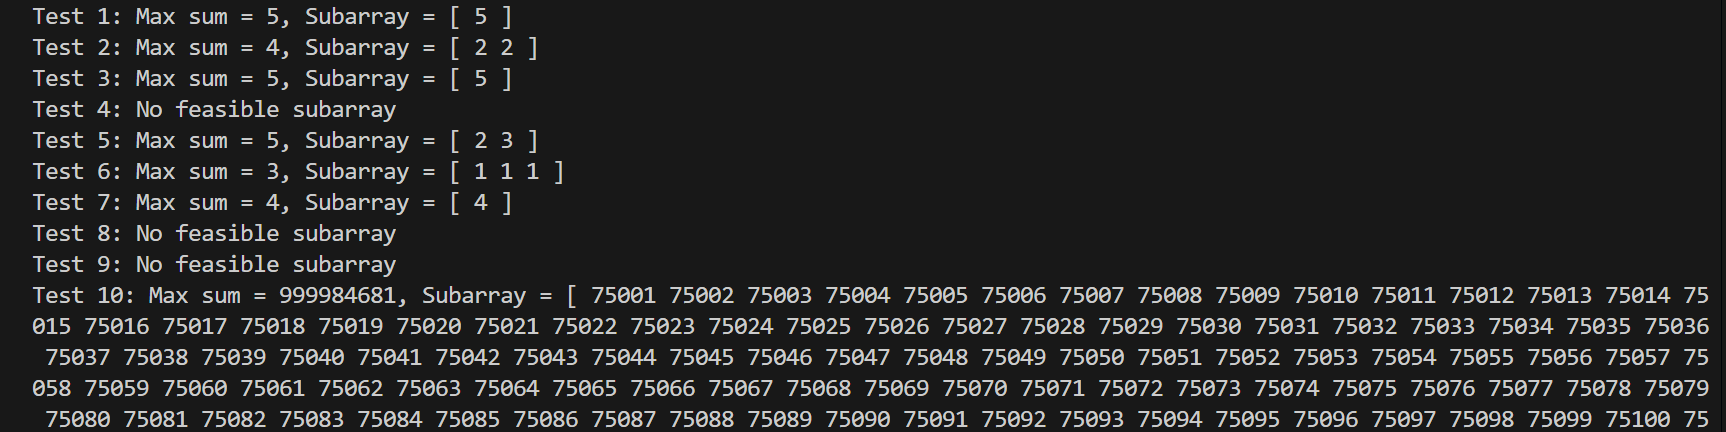 Test 1: Max sum = 5, Subarray = [ 5 ]
Test 2: Max sum = 4, Subarray = [ 2 2 ]
Test 3: Max sum = 5, Subarray = [ 5 ]
Test 4: No feasible subarray
Test 5: Max sum = 5, Subarray = [ 2 3 ]
Test 6: Max sum = 3, Subarray = [ 1 1 1 ]
Test 7: Max sum = 4, Subarray = [ 4 ]
Test 8: No feasible subarray
Test 9: No feasible subarray
Test 10: Max sum = 999984681, Subarray = [ 75001 75002 75003 75004 75005 75006 75007 75008 75009 75010 75011 75012 75013 75014 75
015 75016 75017 75018 75019 75020 75021 75022 75023 75024 75025 75026 75027 75028 75029 75030 75031 75032 75033 75034 75035 75036
75037 75038 75039 75040 75041 75042 75043 75044 75045 75046 75047 75048 75049 75050 75051 75052 75053 75054 75055 75056 75057 75
058 75059 75060 75061 75062 75063 75064 75065 75066 75067 75068 75069 75070 75071 75072 75073 75074 75075 75076 75077 75078 75079
75080 75081 75082 75083 75084 75085 75086 75087 75088 75089 75090 75091 75092 75093 75094 75095 75096 75097 75098 75099 75100 75